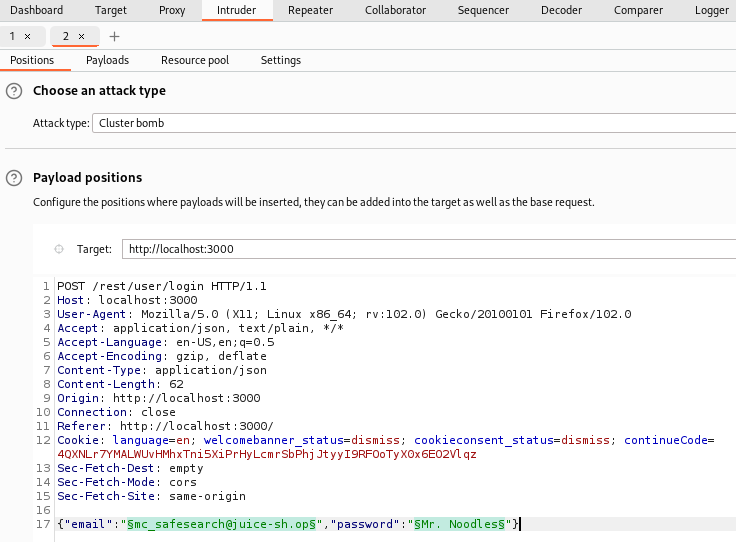 Dashboard Target Proxy Intruder Repeater Collaborator Sequencer Decoder Comparer Logger
1 × 2 × +
Positions Payloads Resource pool Settings
? Choose an attack type
Attack type: Cluster bomb
? Payload positions
Configure the positions where payloads will be inserted, they can be added into the target as well as the base request.
Target: http://localhost:3000
1 POST /rest/user/login HTTP/1.1
2 Host: localhost:3000
3 User-Agent: Mozilla/5.0 (X11; Linux x86_64; rv:102.0) Gecko/20100101 Firefox/102.0
4 Accept: application/json, text/plain, */*
5 Accept-Language: en-US,en;q=0.5
6 Accept-Encoding: gzip, deflate
7 Content-Type: application/json
8 Content-Length: 62
9 Origin: http://localhost:3000
10 Connection: close
11 Referer: http://localhost:3000/
12 Cookie: language=en; welcomebanner_status=dismiss; cookieconsent_status=dismiss; continueCode=
4QXNLr7YMALWUvHMhxTni5XiPrHyLcmrSbPhjJtyyI9RFOoTyX0x6EO2Vlqz
13 Sec-Fetch-Dest: empty
14 Sec-Fetch-Mode: cors
15 Sec-Fetch-Site: same-origin
16
17 {"email":"§mc_safesearch@juice-sh.op§","password":"§Mr. Noodles§"}